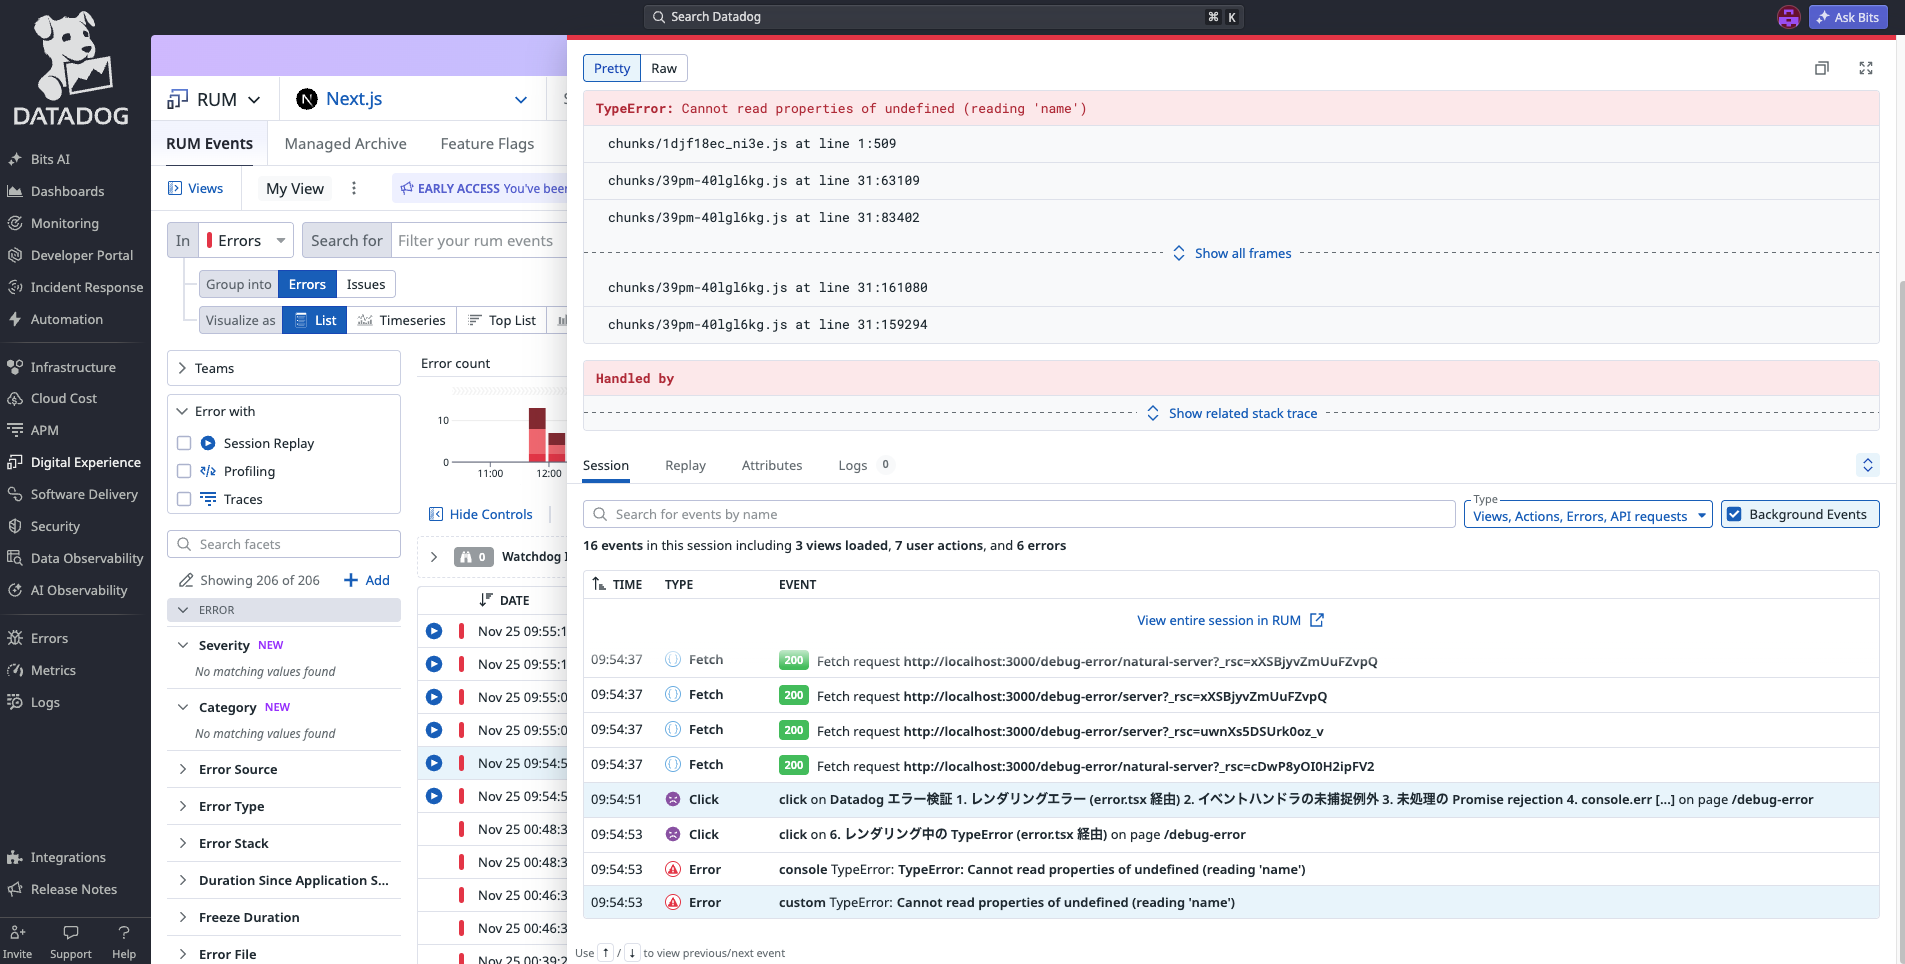 Search Datadog
⌘ K
Ask Bits
DATADOG
Bits AI
Dashboards
Monitoring
Developer Portal
Incident Response
Automation
Infrastructure
Cloud Cost
APM
Digital Experience
Software Delivery
Security
Data Observability
AI Observability
Errors
Metrics
Logs
Integrations
Release Notes
Invite
Support
Help
RUM
Next.js
RUM Events
Managed Archive
Feature Flags
Views
My View
EARLY ACCESS You've been
In
Errors
Search for
Filter your rum events
Group into
Errors
Issues
Visualize as
List
Timeseries
Top List
Teams
Error with
Session Replay
Profiling
Traces
Search facets
Showing 206 of 206
Add
ERROR
Severity NEW
No matching values found
Category NEW
No matching values found
Error Source
Error Type
Error Stack
Duration Since Application S...
Freeze Duration
Error File
Error count
10
0
11:00
12:00
Hide Controls
0
Watchdog I
DATE
Nov 25 09:55:1
Nov 25 09:55:1
Nov 25 09:55:0
Nov 25 09:55:0
Nov 25 09:54:5
Nov 25 09:54:5
Nov 25 00:48:3
Nov 25 00:48:3
Nov 25 00:46:3
Nov 25 00:46:3
Nov 25 00:39:2
Pretty
Raw
TypeError: Cannot read properties of undefined (reading 'name')
chunks/1djf18ec_ni3e.js at line 1:509
chunks/39pm-40lgl6kg.js at line 31:63109
chunks/39pm-40lgl6kg.js at line 31:83402
Show all frames
chunks/39pm-40lgl6kg.js at line 31:161080
chunks/39pm-40lgl6kg.js at line 31:159294
Handled by
Show related stack trace
Session
Replay
Attributes
Logs 0
Search for events by name
Type
Views, Actions, Errors, API requests
Background Events
16 events in this session including 3 views loaded, 7 user actions, and 6 errors
TIME TYPE EVENT
View entire session in RUM
09:54:37 Fetch 200 Fetch request http://localhost:3000/debug-error/natural-server?_rsc=xXSBjyvZmUuFZvpQ
09:54:37 Fetch 200 Fetch request http://localhost:3000/debug-error/server?_rsc=xXSBjyvZmUuFZvpQ
09:54:37 Fetch 200 Fetch request http://localhost:3000/debug-error/server?_rsc=uwnXs5DSUrk0oz_v
09:54:37 Fetch 200 Fetch request http://localhost:3000/debug-error/natural-server?_rsc=cDwP8yOI0H2ipFV2
09:54:51 Click click on Datadog エラー検証 1. レンダリングエラー (error.tsx 経由) 2. イベントハンドラの未捕捉例外 3. 未処理の Promise rejection 4. console.err [...] on page /debug-error
09:54:53 Click click on 6. レンダリング中の TypeError (error.tsx 経由) on page /debug-error
09:54:53 Error console TypeError: TypeError: Cannot read properties of undefined (reading 'name')
09:54:53 Error custom TypeError: Cannot read properties of undefined (reading 'name')
Use ↑ / ↓ to view previous/next event